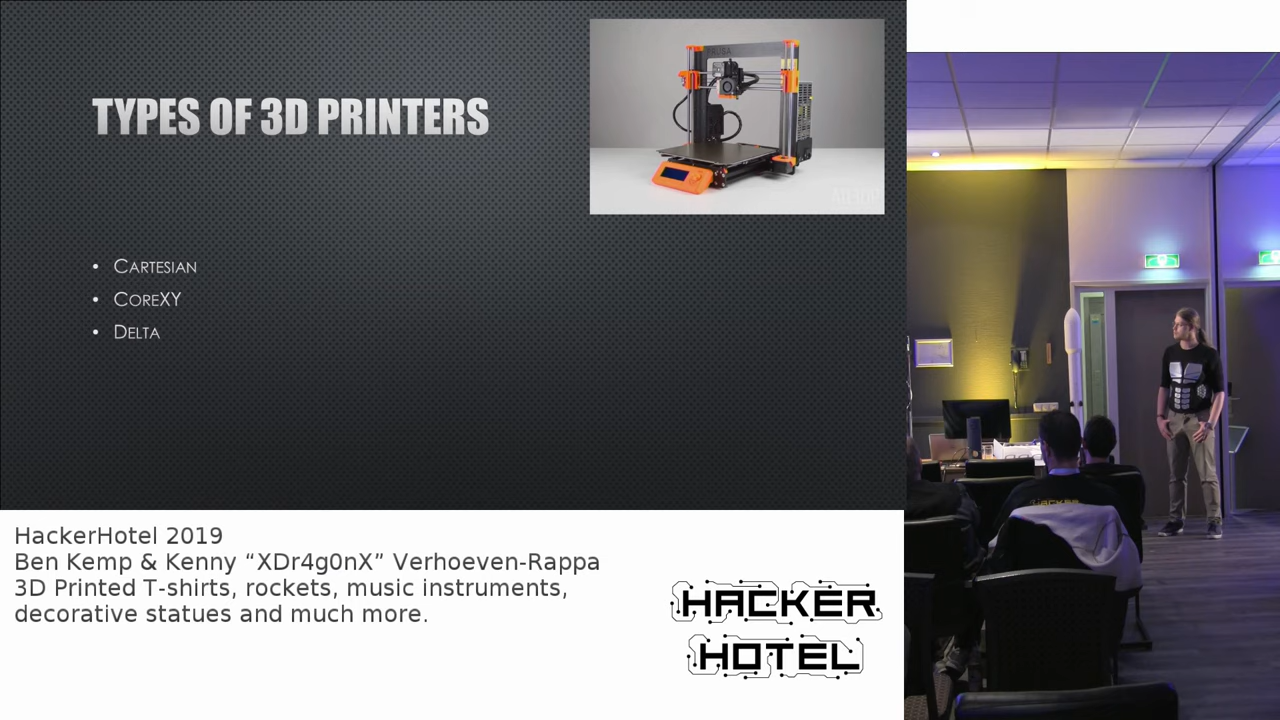 TYPES OF 3D PRINTERS
• CARTESIAN
• COREXY
• DELTA
HackerHotel 2019
Ben Kemp & Kenny “XDr4g0nX” Verhoeven-Rappa
3D Printed T-shirts, rockets, music instruments,
decorative statues and much more.
HACKER
HOTEL
HACKER